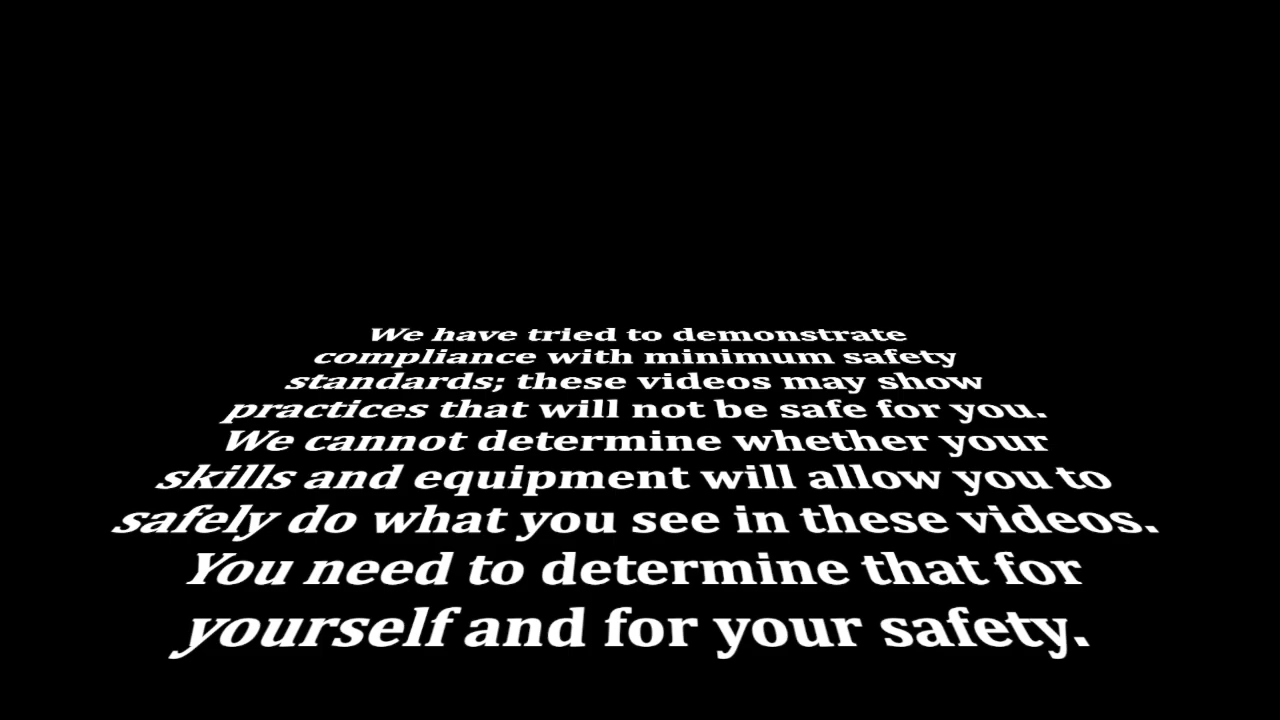 We have tried to demonstrate
compliance with minimum safety
standards; these videos may show
practices that will not be safe for you.
We cannot determine whether your
skills and equipment will allow you to
safely do what you see in these videos.
You need to determine that for
yourself and for your safety.